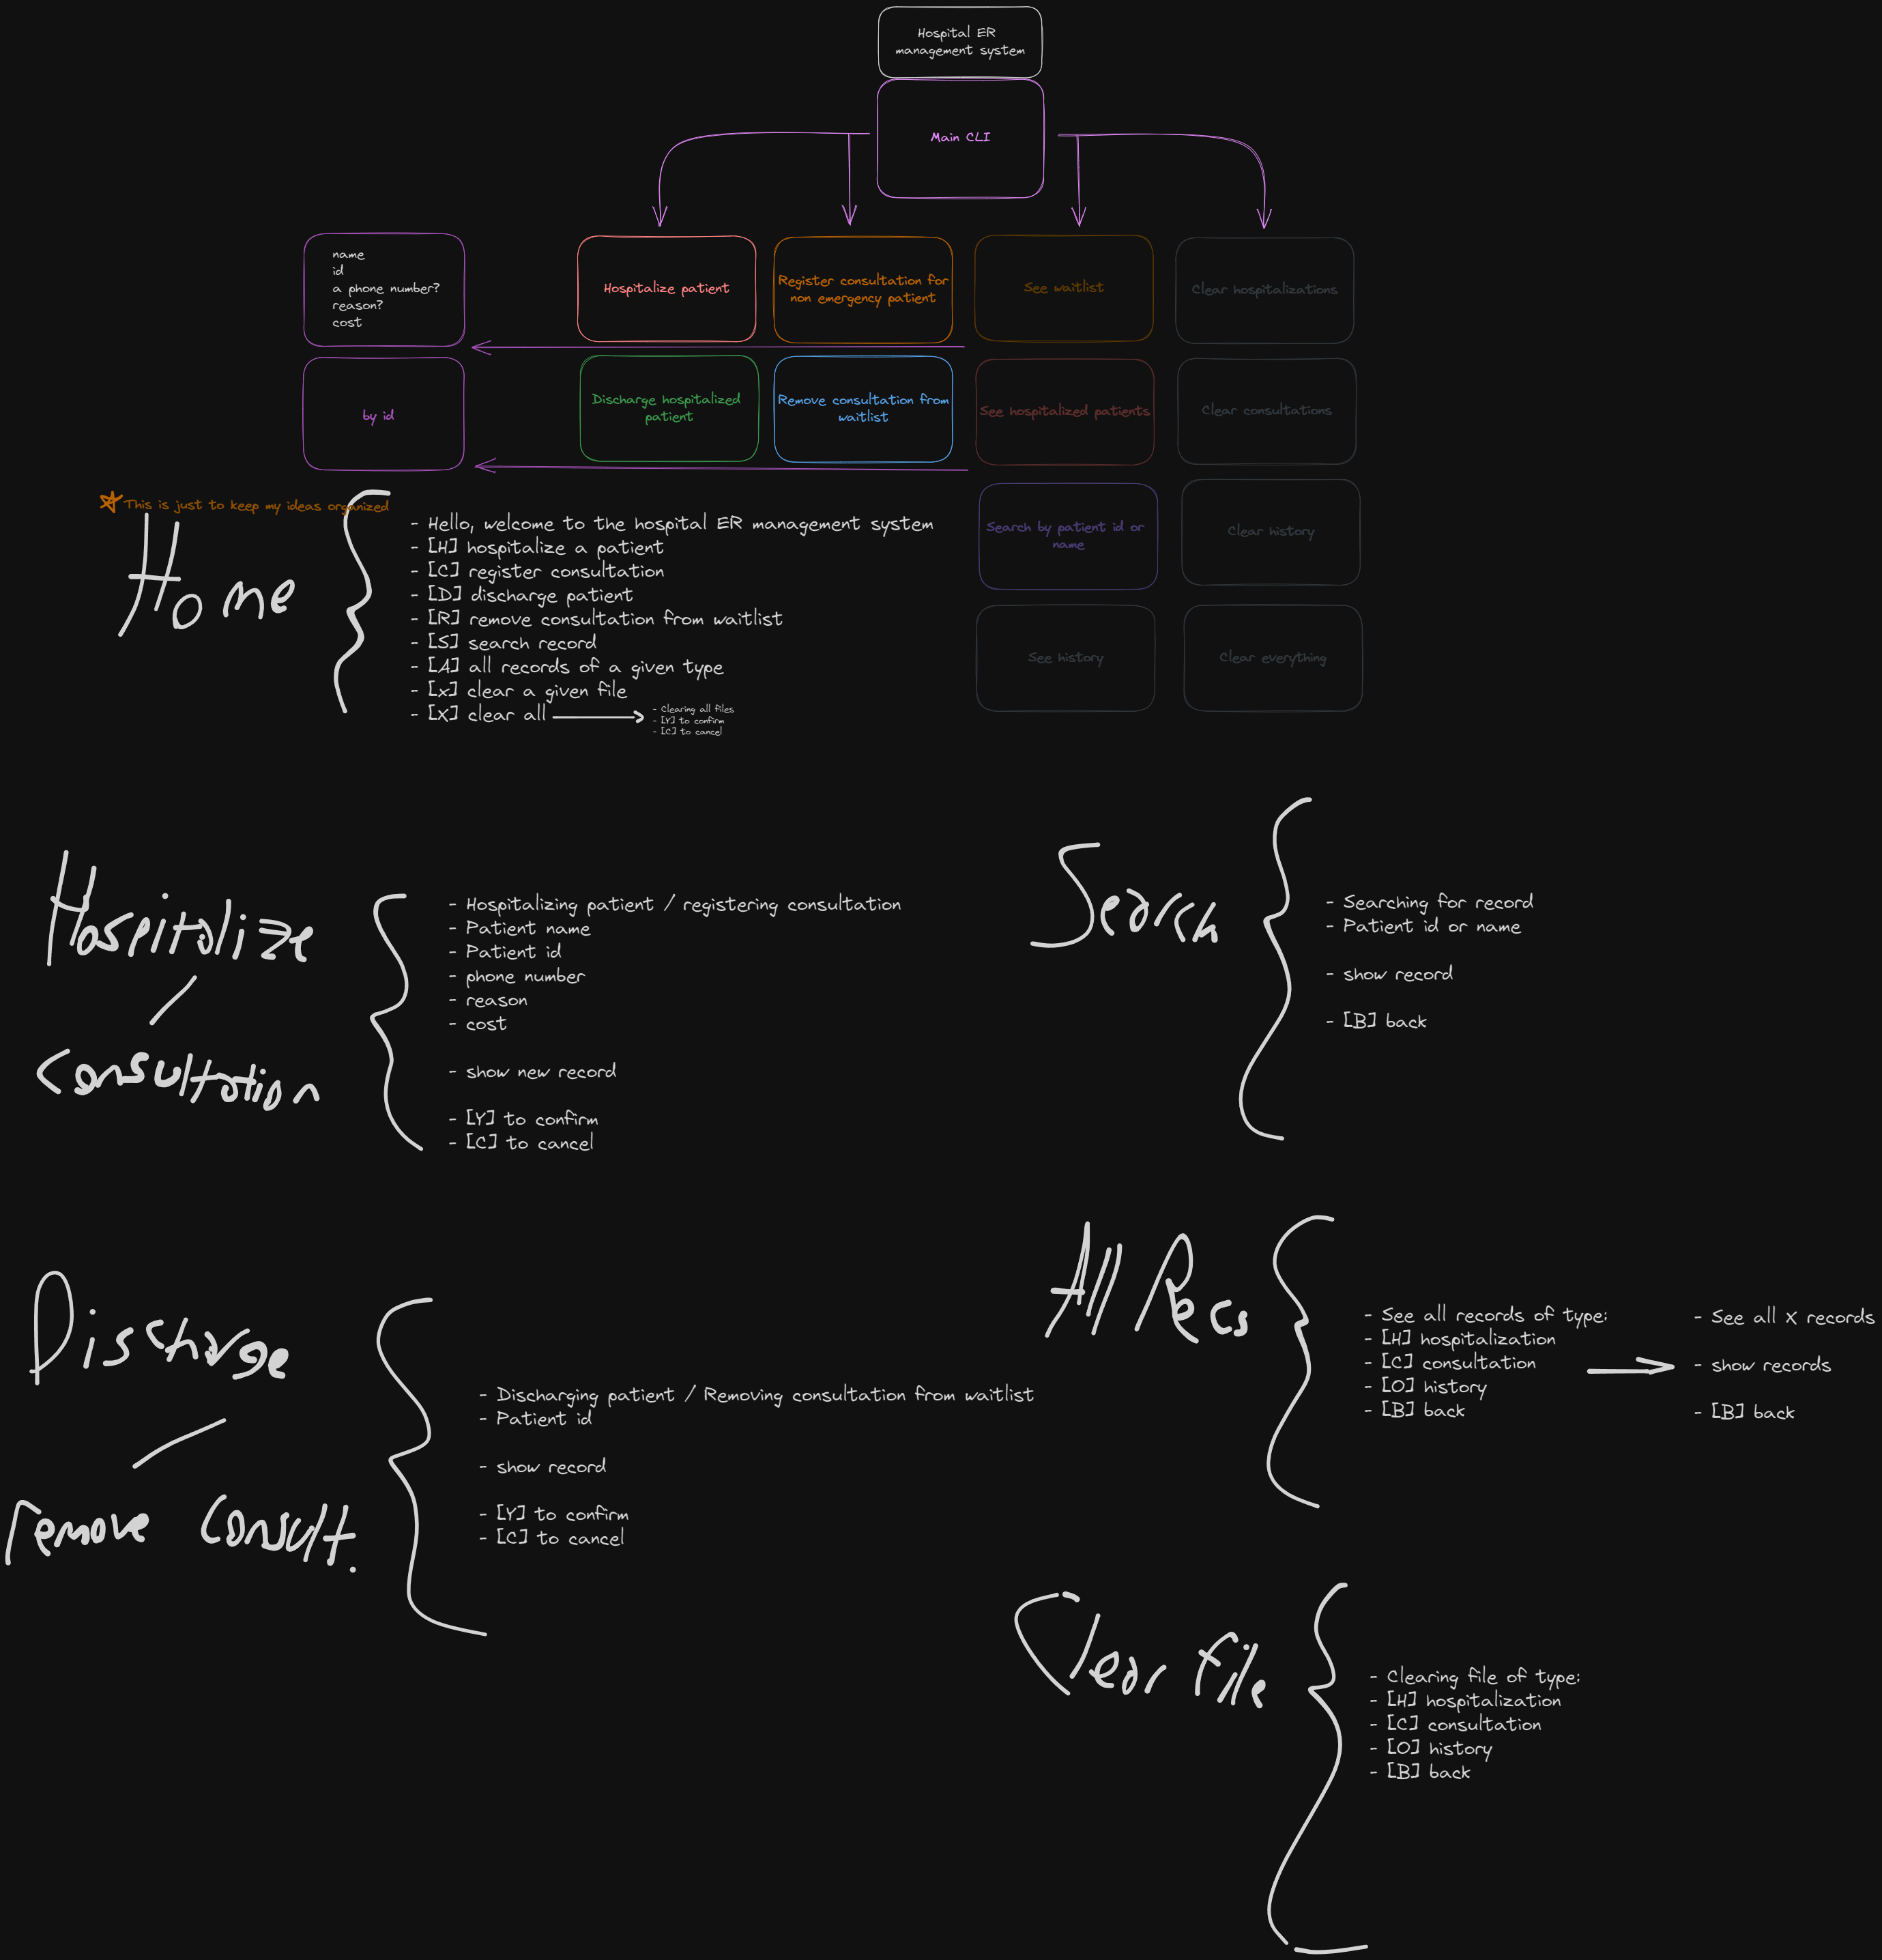 Hospital ER
management system
Main CLI
name
id
a phone number?
reason?
cost
Hospitalize patient
Register consultation for
non emergency patient
See waitlist
Clear hospitalizations
by id
Discharge hospitalized
patient
Remove consultation from
waitlist
See hospitalized patients
Clear consultations
Search by patient id or
name
Clear history
See history
Clear everything
This is just to keep my ideas organized
Home
- Hello, welcome to the hospital ER management system
- [H] hospitalize a patient
- [C] register consultation
- [D] discharge patient
- [R] remove consultation from waitlist
- [S] search record
- [A] all records of a given type
- [x] clear a given file
- [X] clear all
- Clearing all files
- [Y] to confirm
- [C] to cancel
Hospitalize
/
Consultation
- Hospitalizing patient / registering consultation
- Patient name
- Patient id
- phone number
- reason
- cost
- show new record
- [Y] to confirm
- [C] to cancel
Search
- Searching for record
- Patient id or name
- show record
- [B] back
Discharge
/
remove consult.
- Discharging patient / Removing consultation from waitlist
- Patient id
- show record
- [Y] to confirm
- [C] to cancel
All Recs
- See all records of type:
- [H] hospitalization
- [C] consultation
- [O] history
- [B] back
- See all X records
- show records
- [B] back
Clear file
- Clearing file of type:
- [H] hospitalization
- [C] consultation
- [O] history
- [B] back